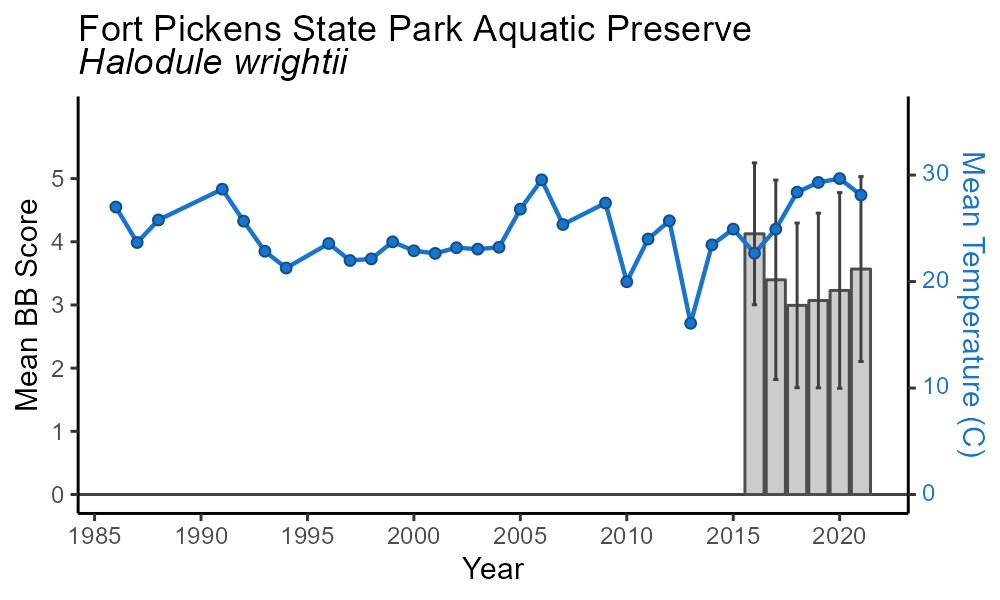 Fort Pickens State Park Aquatic Preserve
Halodule wrightii
Mean BB Score
5
4
3
2
1
0
30
20
10
0
Mean Temperature (C)
1985 1990 1995 2000 2005 2010 2015 2020
Year